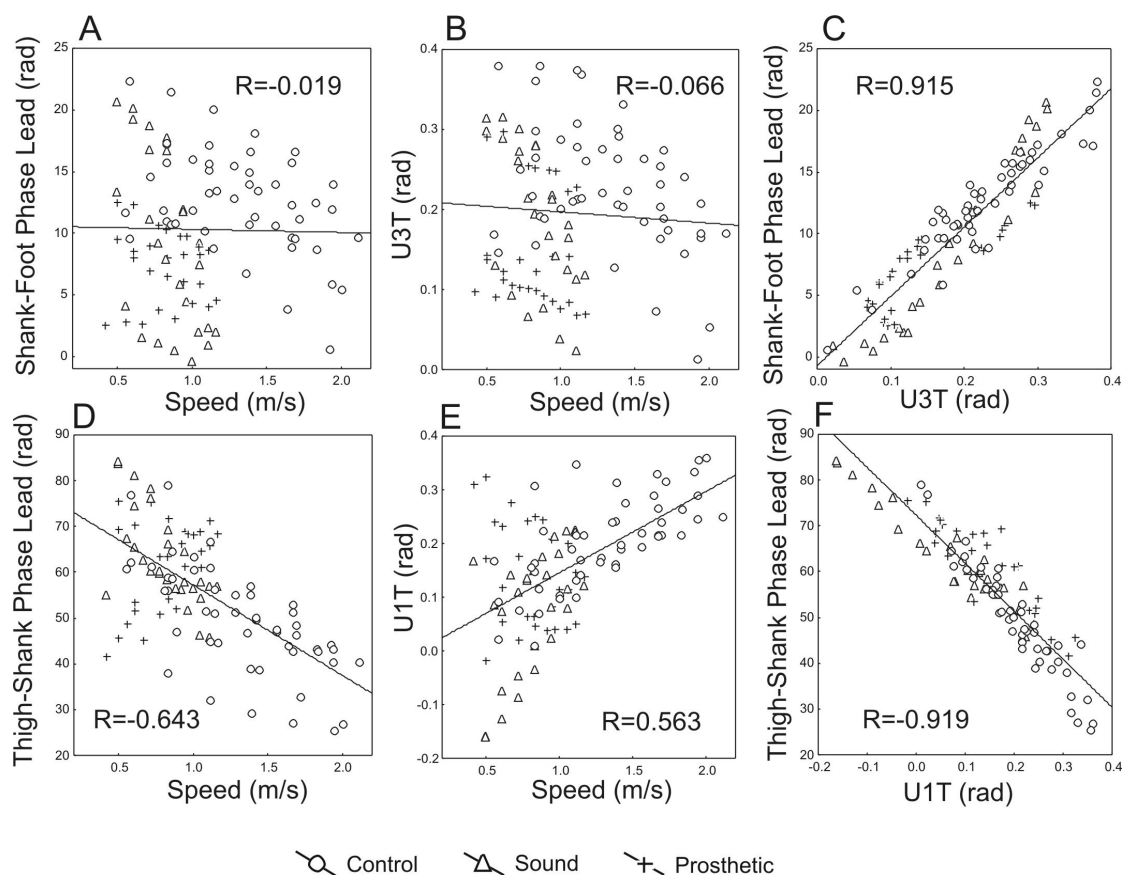 A
B
C
25
20
15
10
5
0
Shank-Foot Phase Lead (rad)
R=-0.019
0.5
1.0
1.5
2.0
Speed (m/s)
0.4
0.3
0.2
0.1
0.0
U3T (rad)
R=-0.066
0.5
1.0
1.5
2.0
Speed (m/s)
25
20
15
10
5
0
Shank-Foot Phase Lead (rad)
R=0.915
0.0
0.1
0.2
0.3
0.4
U3T (rad)
D
E
F
90
80
70
60
50
40
30
20
Thigh-Shank Phase Lead (rad)
R=-0.643
0.5
1.0
1.5
2.0
Speed (m/s)
0.4
0.3
0.2
0.1
0.0
-0.1
-0.2
U1T (rad)
R=0.563
0.5
1.0
1.5
2.0
Speed (m/s)
90
80
70
60
50
40
30
20
Thigh-Shank Phase Lead (rad)
R=-0.919
-0.2
-0.1
0.0
0.1
0.2
0.3
0.4
U1T (rad)
Control
Sound
Prosthetic